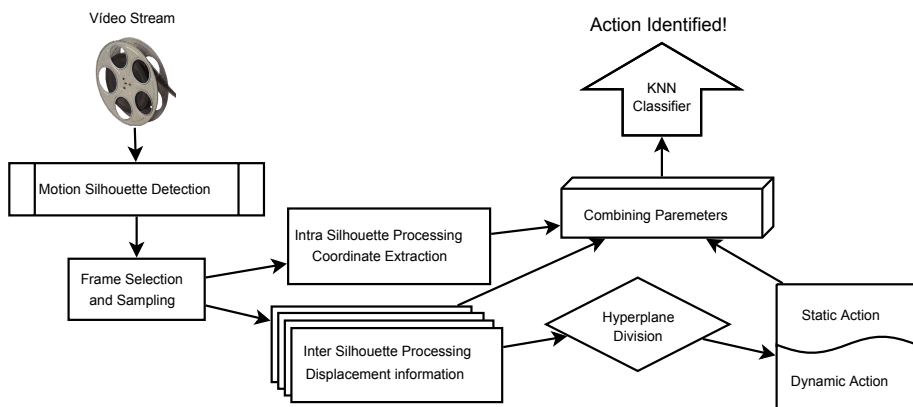 Vídeo Stream
Action Identified!
KNN
Classifier
Motion Silhouette Detection
Combining Paremeters
Intra Silhouette Processing
Coordinate Extraction
Frame Selection
and Sampling
Hyperplane
Division
Static Action
Inter Silhouette Processing
Displacement information
Dynamic Action